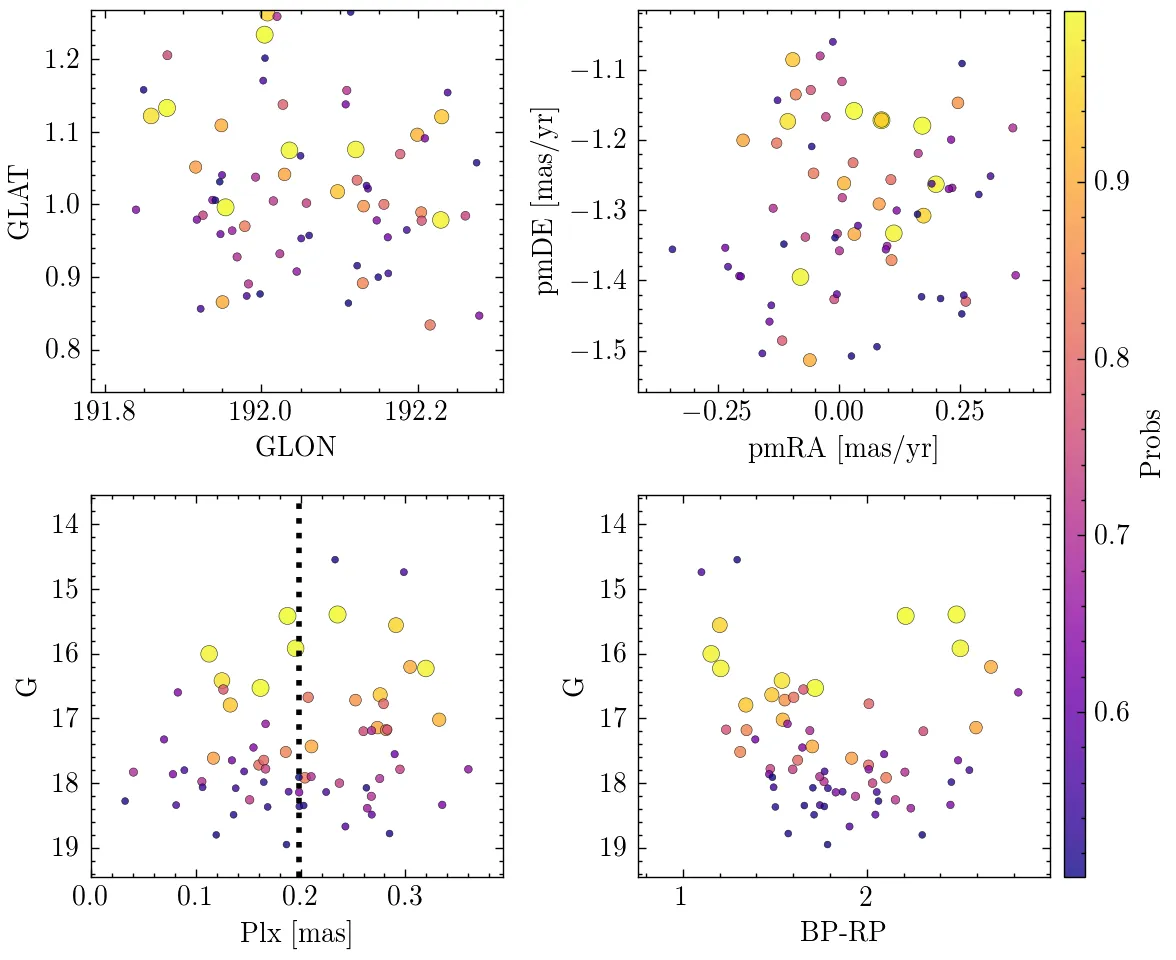 1.2
1.1
1.0
0.9
0.8
GLAT
191.8 192.0 192.2
GLON
−1.1
−1.2
−1.3
−1.4
−1.5
pmDE [mas/yr]
−0.25 0.00 0.25
pmRA [mas/yr]
14
15
16
17
18
19
G
0.0 0.1 0.2 0.3
Plx [mas]
14
15
16
17
18
19
G
1 2
BP-RP
0.9
0.8
0.7
0.6
Probs